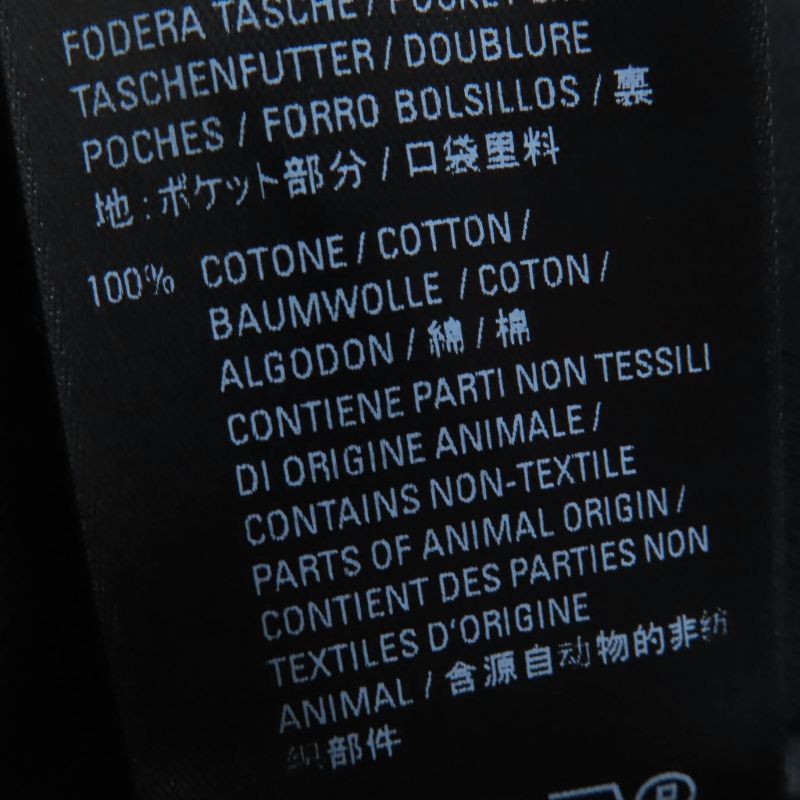 FODERA TASCHE / POCKET
TASCHENFUTTER / DOUBLURE
POCHES / FORRO BOLSILLOS / 裏
地:ポケット部分 / 口袋里料
100% COTONE / COTTON /
BAUMWOLLE / COTON /
ALGODON / 綿 / 棉
CONTIENE PARTI NON TESSILI
DI ORIGINE ANIMALE /
CONTAINS NON-TEXTILE
PARTS OF ANIMAL ORIGIN /
CONTIENT DES PARTIES NON
TEXTILES D'ORIGINE
ANIMAL / 含源自动物的非纺
织部件